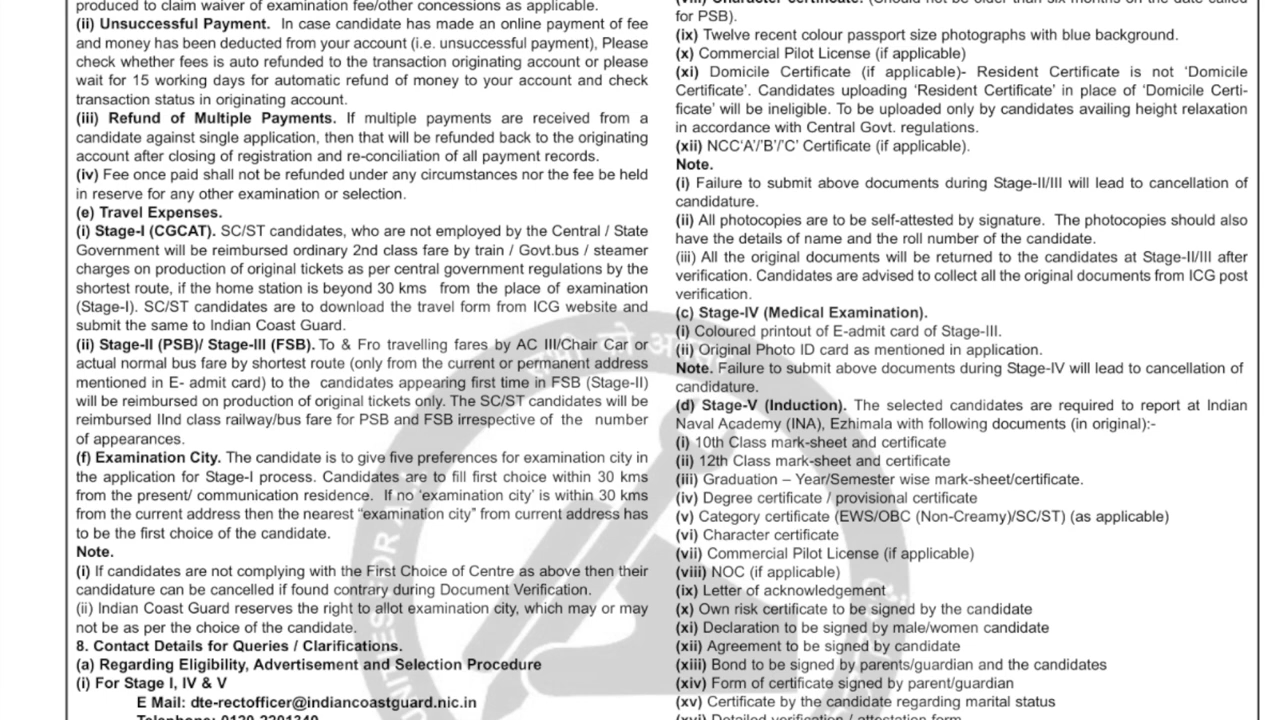 produced to claim waiver of examination fee/other concessions as applicable.
(ii) Unsuccessful Payment. In case candidate has made an online payment of fee
and money has been deducted from your account (i.e. unsuccessful payment), Please
check whether fees is auto refunded to the transaction originating account or please
wait for 15 working days for automatic refund of money to your account and check
transaction status in originating account.
(iii) Refund of Multiple Payments. If multiple payments are received from a
candidate against single application, then that will be refunded back to the originating
account after closing of registration and re-conciliation of all payment records.
(iv) Fee once paid shall not be refunded under any circumstances nor the fee be held
in reserve for any other examination or selection.
(e) Travel Expenses.
(i) Stage-I (CGCAT). SC/ST candidates, who are not employed by the Central / State
Government will be reimbursed ordinary 2nd class fare by train / Govt.bus / steamer
charges on production of original tickets as per central government regulations by the
shortest route, if the home station is beyond 30 kms from the place of examination
(Stage-I). SC/ST candidates are to download the travel form from ICG website and
submit the same to Indian Coast Guard.
(ii) Stage-II (PSB)/ Stage-III (FSB). To & Fro travelling fares by AC III/Chair Car or
actual normal bus fare by shortest route (only from the current or permanent address
mentioned in E- admit card) to the candidates appearing first time in FSB (Stage-II)
will be reimbursed on production of original tickets only. The SC/ST candidates will be
reimbursed IInd class railway/bus fare for PSB and FSB irrespective of the number
of appearances.
(f) Examination City. The candidate is to give five preferences for examination city in
the application for Stage-I process. Candidates are to fill first choice within 30 kms
from the present/ communication residence. If no 'examination city' is within 30 kms
from the current address then the nearest “examination city” from current address has
to be the first choice of the candidate.
Note.
(i) If candidates are not complying with the First Choice of Centre as above then their
candidature can be cancelled if found contrary during Document Verification.
(ii) Indian Coast Guard reserves the right to allot examination city, which may or may
not be as per the choice of the candidate.
8. Contact Details for Queries / Clarifications.
(a) Regarding Eligibility, Advertisement and Selection Procedure
(i) For Stage I, IV & V
E Mail: dte-rectofficer@indiancoastguard.nic.in
Telephone: 0120-2201340
(viii) Character certificate. (Should not be older than six months on the date called
for PSB).
(ix) Twelve recent colour passport size photographs with blue background.
(x) Commercial Pilot License (if applicable)
(xi) Domicile Certificate (if applicable)- Resident Certificate is not ‘Domicile
Certificate’. Candidates uploading ‘Resident Certificate’ in place of ‘Domicile Certi-
ficate’ will be ineligible. To be uploaded only by candidates availing height relaxation
in accordance with Central Govt. regulations.
(xii) NCC‘A’/‘B’/‘C’ Certificate (if applicable).
Note.
(i) Failure to submit above documents during Stage-II/III will lead to cancellation of
candidature.
(ii) All photocopies are to be self-attested by signature. The photocopies should also
have the details of name and the roll number of the candidate.
(iii) All the original documents will be returned to the candidates at Stage-II/III after
verification. Candidates are advised to collect all the original documents from ICG post
verification.
(c) Stage-IV (Medical Examination).
(i) Coloured printout of E-admit card of Stage-III.
(ii) Original Photo ID card as mentioned in application.
Note. Failure to submit above documents during Stage-IV will lead to cancellation of
candidature.
(d) Stage-V (Induction). The selected candidates are required to report at Indian
Naval Academy (INA), Ezhimala with following documents (in original):-
(i) 10th Class mark-sheet and certificate
(ii) 12th Class mark-sheet and certificate
(iii) Graduation – Year/Semester wise mark-sheet/certificate.
(iv) Degree certificate / provisional certificate
(v) Category certificate (EWS/OBC (Non-Creamy)/SC/ST) (as applicable)
(vi) Character certificate
(vii) Commercial Pilot License (if applicable)
(viii) NOC (if applicable)
(ix) Letter of acknowledgement
(x) Own risk certificate to be signed by the candidate
(xi) Declaration to be signed by male/women candidate
(xii) Agreement to be signed by candidate
(xiii) Bond to be signed by parents/guardian and the candidates
(xiv) Form of certificate signed by parent/guardian
(xv) Certificate by the candidate regarding marital status
(xvi) Detailed verification / attestation form